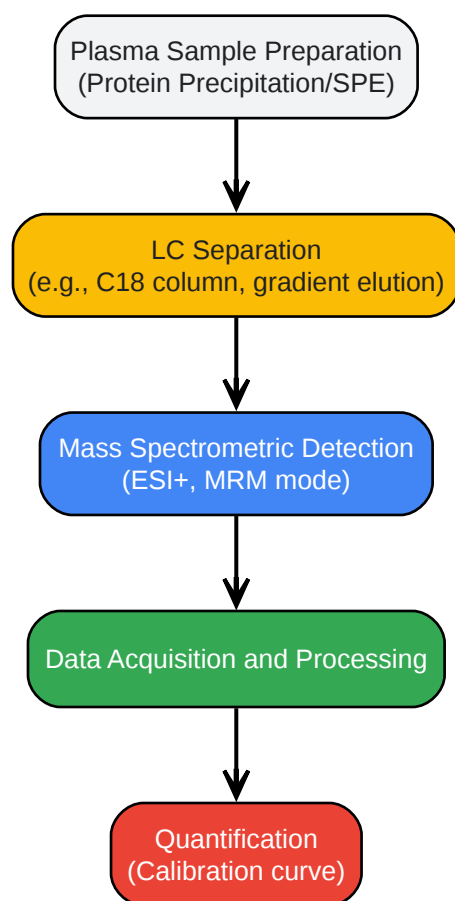 Plasma Sample Preparation
(Protein Precipitation/SPE)
LC Separation
(e.g., C18 column, gradient elution)
Mass Spectrometric Detection
(ESI+, MRM mode)
Data Acquisition and Processing
Quantification
(Calibration curve)